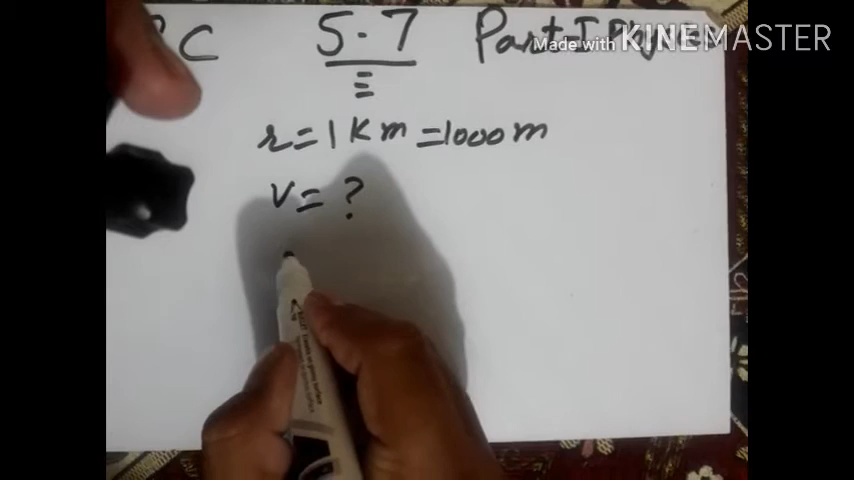 5.7 Part-I
Made with KINEMASTER
r = 1 Km = 1000 m
V = ?